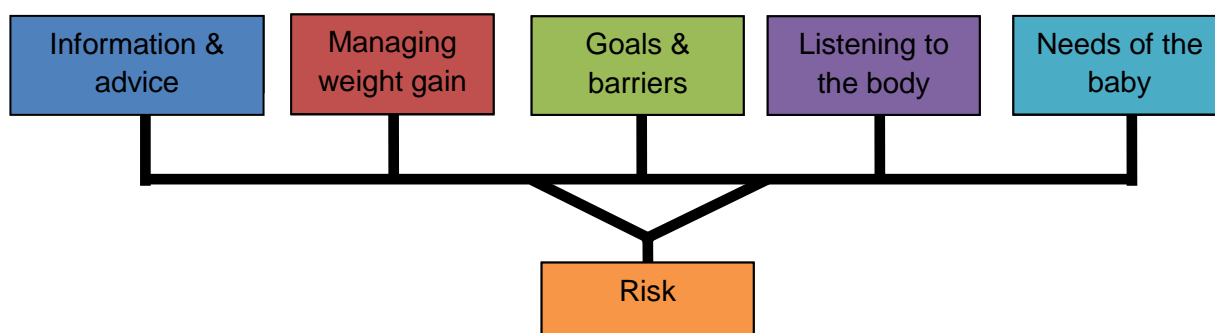 Information &
advice
Managing
weight gain
Goals &
barriers
Listening to
the body
Needs of the
baby
Risk